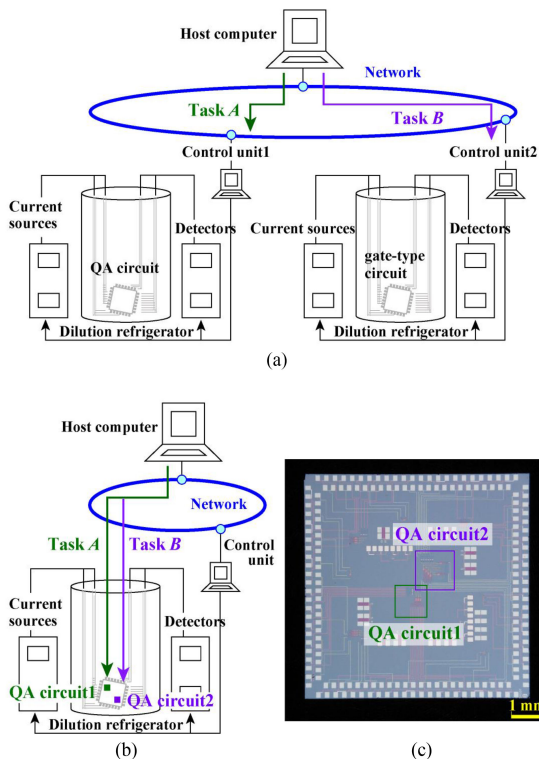 Host computer
Network
Task A
Task B
Control unit1
Control unit2
Current
sources
Detectors
QA circuit
Dilution refrigerator
Current sources
Detectors
gate-type
circuit
Dilution refrigerator
(a)
Host computer
Network
Task A
Task B
Control
unit
Current
sources
Detectors
QA circuit1
QA circuit2
Dilution refrigerator
(b)
QA circuit2
QA circuit1
1 mm
(c)